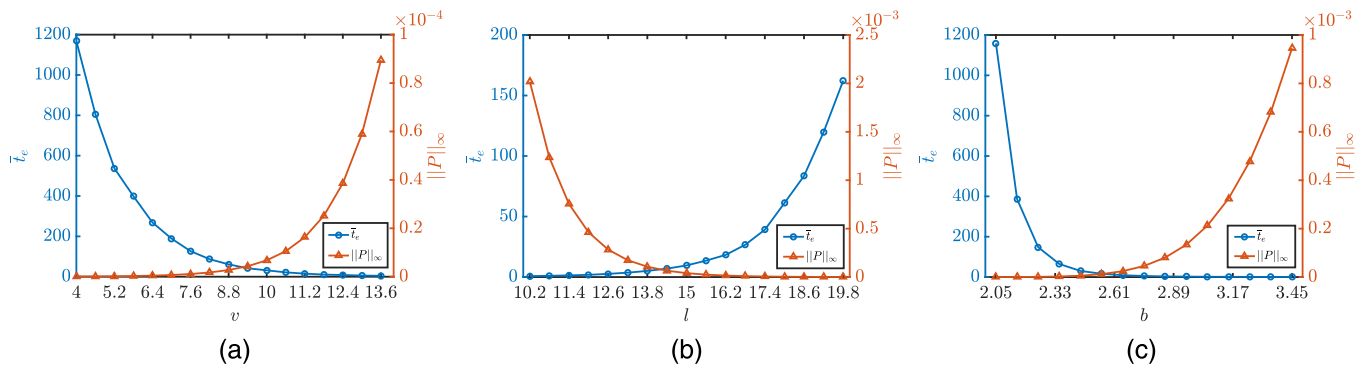 ×10⁻⁴
1200
1000
800
600
400
200
0
t̄ₑ
1
0.8
0.6
0.4
0.2
0
||P||∞
t̄ₑ
||P||∞
4 5.2 6.4 7.6 8.8 10 11.2 12.4 13.6
v
(a)
×10⁻³
200
150
100
50
0
t̄ₑ
2.5
2
1.5
1
0.5
0
||P||∞
t̄ₑ
||P||∞
10.2 11.4 12.6 13.8 15 16.2 17.4 18.6 19.8
l
(b)
×10⁻³
1200
1000
800
600
400
200
0
t̄ₑ
1
0.8
0.6
0.4
0.2
0
||P||∞
t̄ₑ
||P||∞
2.05 2.33 2.61 2.89 3.17 3.45
b
(c)